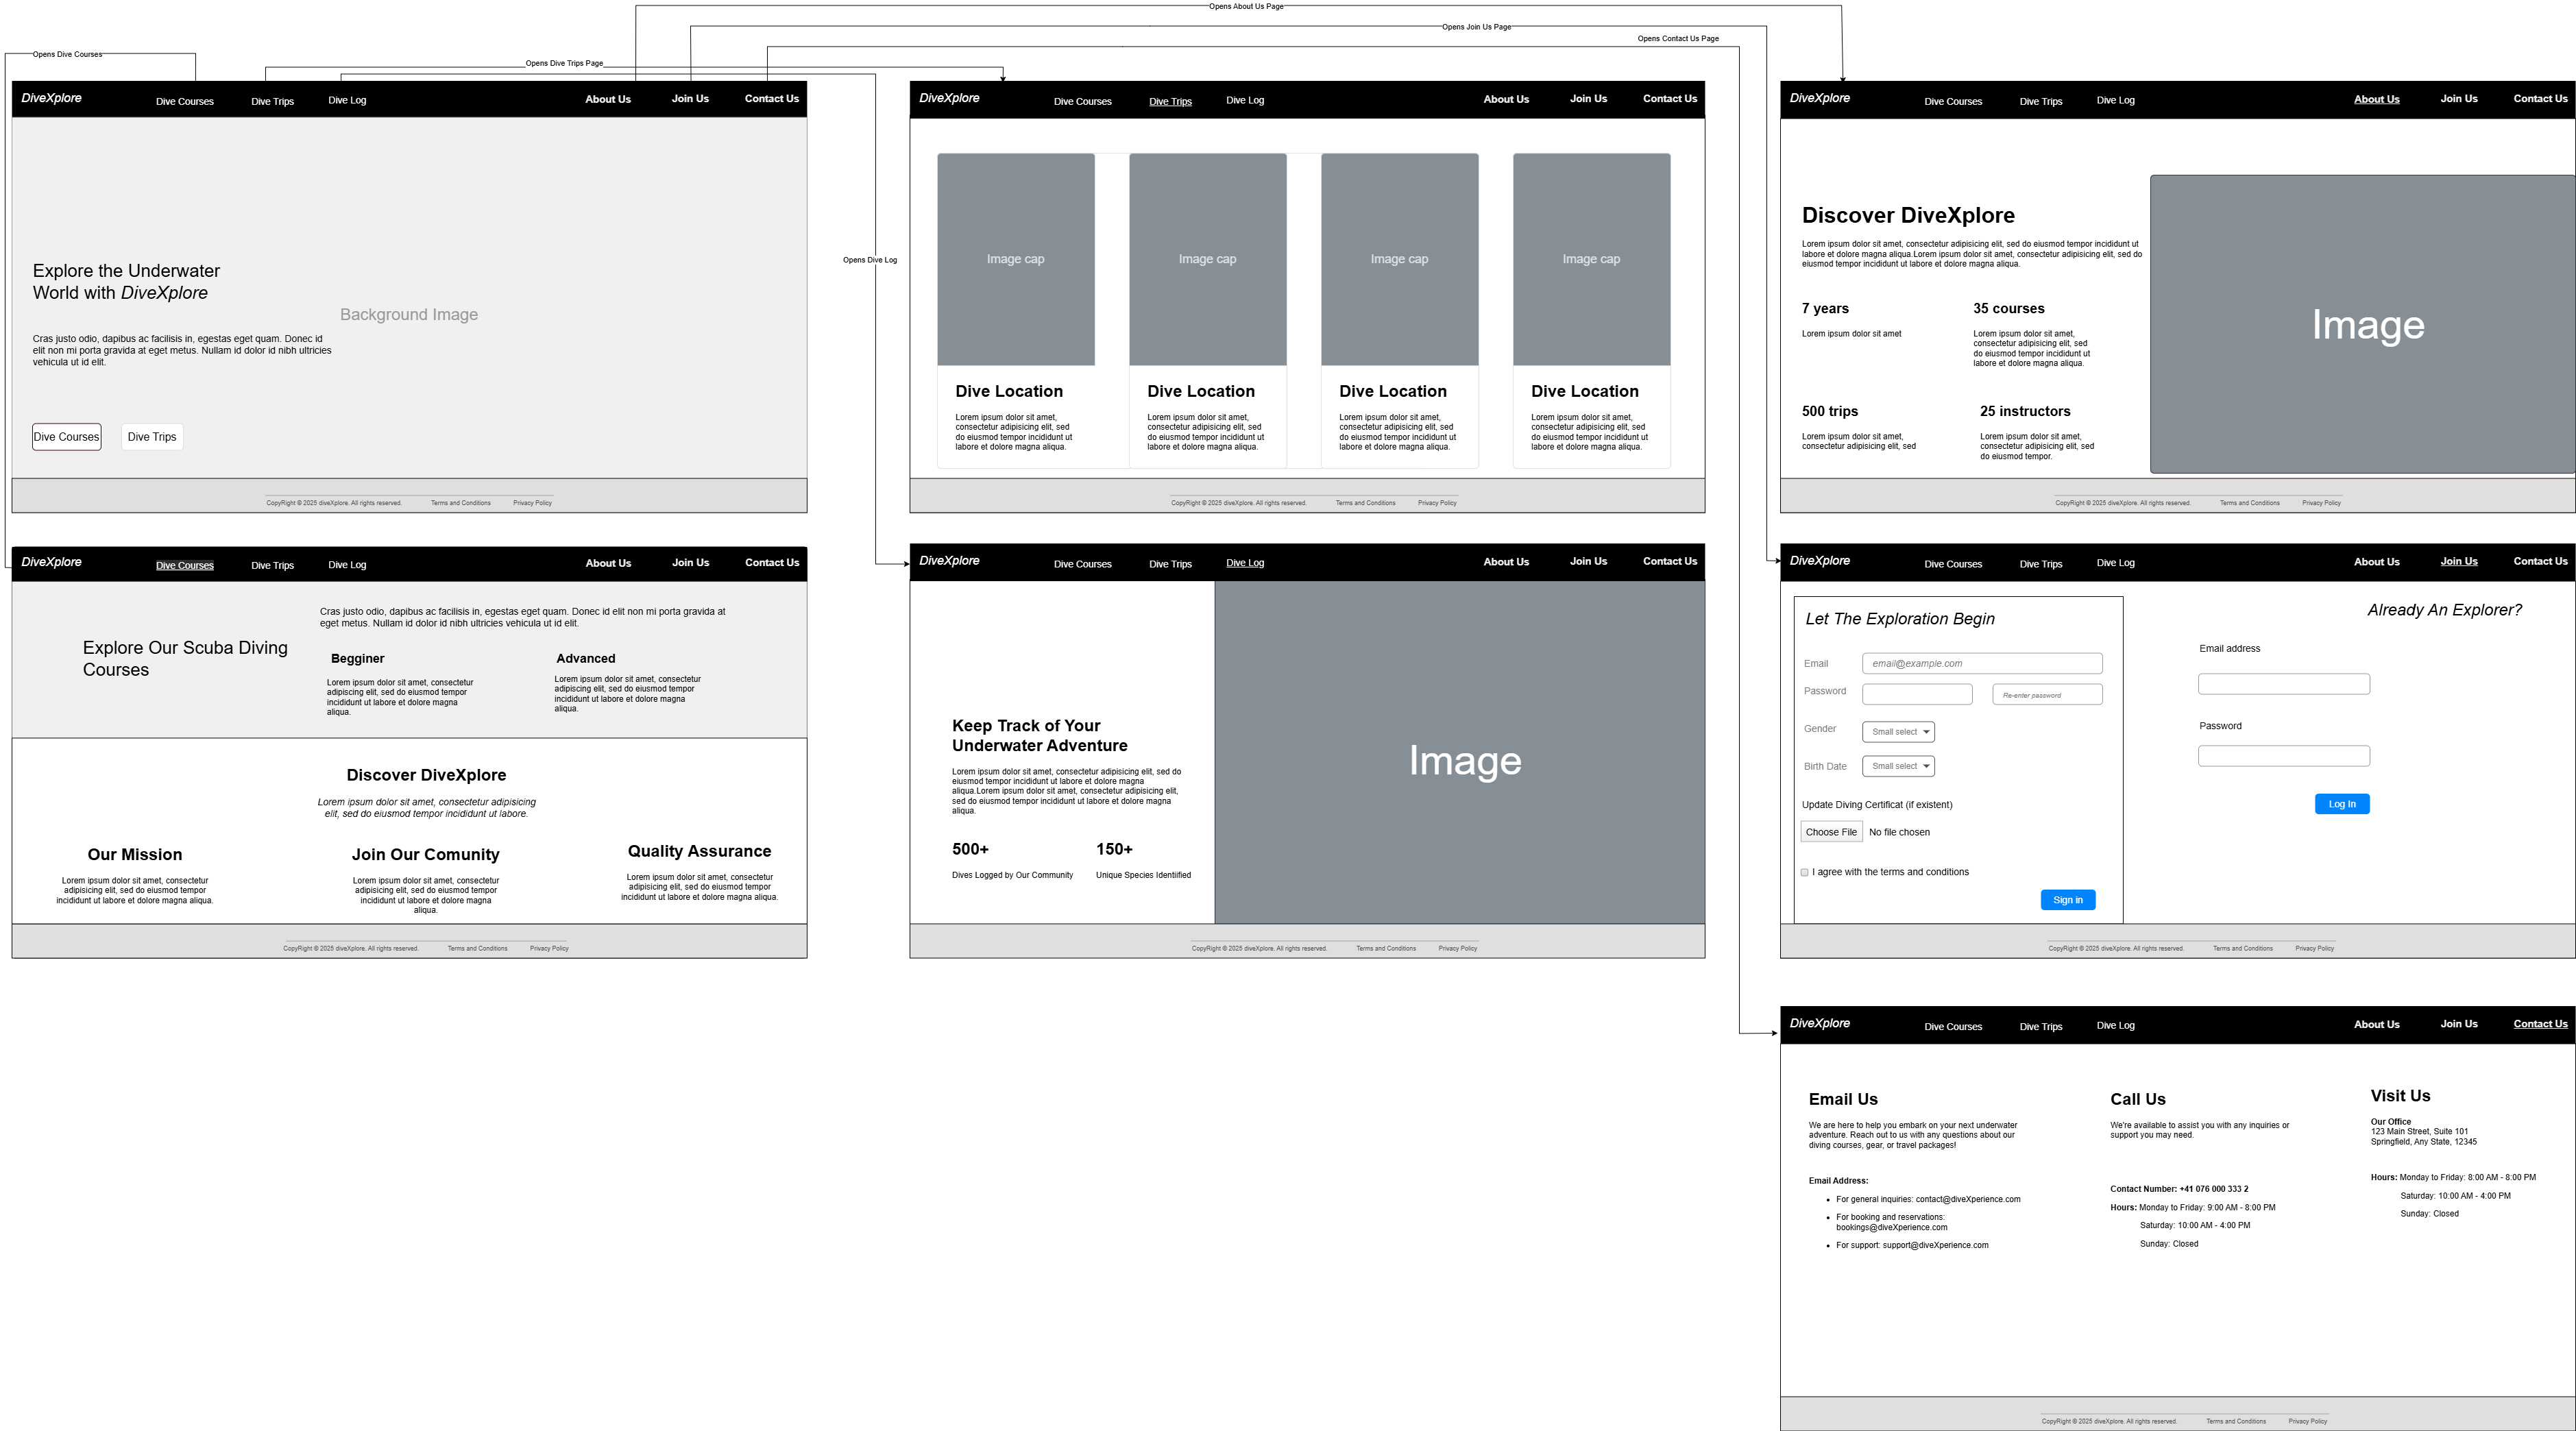 Opens About Us Page
Opens Join Us Page
Opens Contact Us Page
Opens Dive Courses
Opens Dive Trips Page
Opens Dive Log
DiveXplore
Dive Courses
Dive Trips
Dive Log
About Us
Join Us
Contact Us
Explore the Underwater
World with DiveXplore
Background Image
Cras justo odio, dapibus ac facilisis in, egestas eget quam. Donec id
elit non mi porta gravida at eget metus. Nullam id dolor id nibh ultricies
vehicula ut id elit.
Dive Courses
Dive Trips
CopyRight © 2025 diveXplore. All rights reserved.
Terms and Conditions
Privacy Policy
DiveXplore
Dive Courses
Dive Trips
Dive Log
About Us
Join Us
Contact Us
Image cap
Image cap
Image cap
Image cap
Dive Location
Lorem ipsum dolor sit amet,
consectetur adipisicing elit, sed
do eiusmod tempor incididunt ut
labore et dolore magna aliqua.
Dive Location
Lorem ipsum dolor sit amet,
consectetur adipisicing elit, sed
do eiusmod tempor incididunt ut
labore et dolore magna aliqua.
Dive Location
Lorem ipsum dolor sit amet,
consectetur adipisicing elit, sed
do eiusmod tempor incididunt ut
labore et dolore magna aliqua.
Dive Location
Lorem ipsum dolor sit amet,
consectetur adipisicing elit, sed
do eiusmod tempor incididunt ut
labore et dolore magna aliqua.
CopyRight © 2025 diveXplore. All rights reserved.
Terms and Conditions
Privacy Policy
DiveXplore
Dive Courses
Dive Trips
Dive Log
About Us
Join Us
Contact Us
Discover DiveXplore
Lorem ipsum dolor sit amet, consectetur adipisicing elit, sed do eiusmod tempor incididunt ut
labore et dolore magna aliqua.Lorem ipsum dolor sit amet, consectetur adipisicing elit, sed do
eiusmod tempor incididunt ut labore et dolore magna aliqua.
7 years
Lorem ipsum dolor sit amet
35 courses
Lorem ipsum dolor sit amet,
consectetur adipisicing elit, sed
do eiusmod tempor incididunt ut
labore et dolore magna aliqua.
500 trips
Lorem ipsum dolor sit amet,
consectetur adipisicing elit, sed
25 instructors
Lorem ipsum dolor sit amet,
consectetur adipisicing elit, sed
do eiusmod tempor.
Image
CopyRight © 2025 diveXplore. All rights reserved.
Terms and Conditions
Privacy Policy
DiveXplore
Dive Courses
Dive Trips
Dive Log
About Us
Join Us
Contact Us
Explore Our Scuba Diving
Courses
Cras justo odio, dapibus ac facilisis in, egestas eget quam. Donec id elit non mi porta gravida at
eget metus. Nullam id dolor id nibh ultricies vehicula ut id elit.
Begginer
Lorem ipsum dolor sit amet, consectetur
adipiscing elit, sed do eiusmod tempor
incididunt ut labore et dolore magna
aliqua.
Advanced
Lorem ipsum dolor sit amet, consectetur
adipiscing elit, sed do eiusmod tempor
incididunt ut labore et dolore magna
aliqua.
Discover DiveXplore
Lorem ipsum dolor sit amet, consectetur adipisicing
elit, sed do eiusmod tempor incididunt ut labore.
Our Mission
Lorem ipsum dolor sit amet, consectetur
adipisicing elit, sed do eiusmod tempor
incididunt ut labore et dolore magna aliqua.
Join Our Comunity
Lorem ipsum dolor sit amet, consectetur
adipisicing elit, sed do eiusmod tempor
incididunt ut labore et dolore magna
aliqua.
Quality Assurance
Lorem ipsum dolor sit amet, consectetur
adipisicing elit, sed do eiusmod tempor
incididunt ut labore et dolore magna aliqua.
CopyRight © 2025 diveXplore. All rights reserved.
Terms and Conditions
Privacy Policy
DiveXplore
Dive Courses
Dive Trips
Dive Log
About Us
Join Us
Contact Us
Keep Track of Your
Underwater Adventure
Lorem ipsum dolor sit amet, consectetur adipisicing elit, sed do
eiusmod tempor incididunt ut labore et dolore magna
aliqua.Lorem ipsum dolor sit amet, consectetur adipisicing elit,
sed do eiusmod tempor incididunt ut labore et dolore magna
aliqua.
500+
Dives Logged by Our Community
150+
Unique Species Identiified
Image
CopyRight © 2025 diveXplore. All rights reserved.
Terms and Conditions
Privacy Policy
DiveXplore
Dive Courses
Dive Trips
Dive Log
About Us
Join Us
Contact Us
Let The Exploration Begin
Email
email@example.com
Password
Re-enter password
Gender
Small select
Birth Date
Small select
Update Diving Certificat (if existent)
Choose File
No file chosen
I agree with the terms and conditions
Sign in
Already An Explorer?
Email address
Password
Log In
CopyRight © 2025 diveXplore. All rights reserved.
Terms and Conditions
Privacy Policy
DiveXplore
Dive Courses
Dive Trips
Dive Log
About Us
Join Us
Contact Us
Email Us
We are here to help you embark on your next underwater
adventure. Reach out to us with any questions about our
diving courses, gear, or travel packages!
Email Address:
• For general inquiries: contact@diveXperience.com
• For booking and reservations:
bookings@diveXperience.com
• For support: support@diveXperience.com
Call Us
We're available to assist you with any inquiries or
support you may need.
Contact Number: +41 076 000 333 2
Hours: Monday to Friday: 9:00 AM - 8:00 PM
Saturday: 10:00 AM - 4:00 PM
Sunday: Closed
Visit Us
Our Office
123 Main Street, Suite 101
Springfield, Any State, 12345
Hours: Monday to Friday: 8:00 AM - 8:00 PM
Saturday: 10:00 AM - 4:00 PM
Sunday: Closed
CopyRight © 2025 diveXplore. All rights reserved.
Terms and Conditions
Privacy Policy